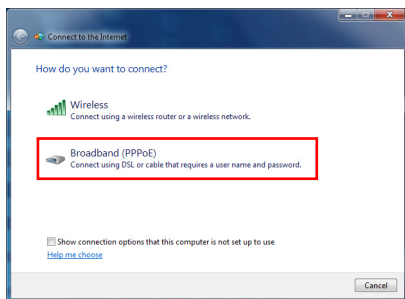 Connect to the Internet
How do you want to connect?
Wireless
Connect using a wireless router or a wireless network.
Broadband (PPPoE)
Connect using DSL or cable that requires a user name and password.
Show connection options that this computer is not set up to use
Help me choose
Cancel